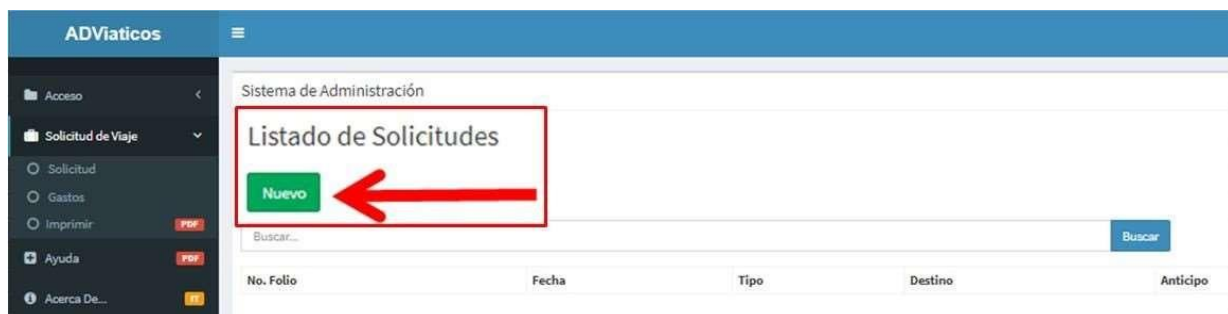 ADViaticos
Acceso
Solicitud de Viaje
Solicitud
Gastos
Imprimir PDF
Ayuda PDF
Acerca De... IT
Sistema de Administración
Listado de Solicitudes
Nuevo
Buscar... Buscar
No. Folio Fecha Tipo Destino Anticipo